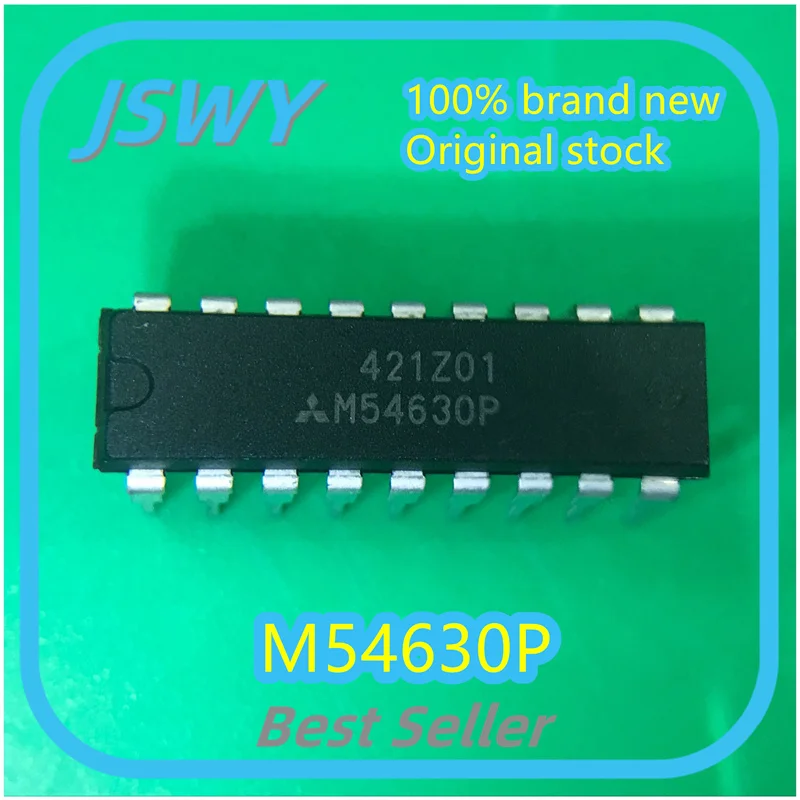 JSWY
100% brand new
Original stock
421Z01
M54630P
M54630P
Best Seller